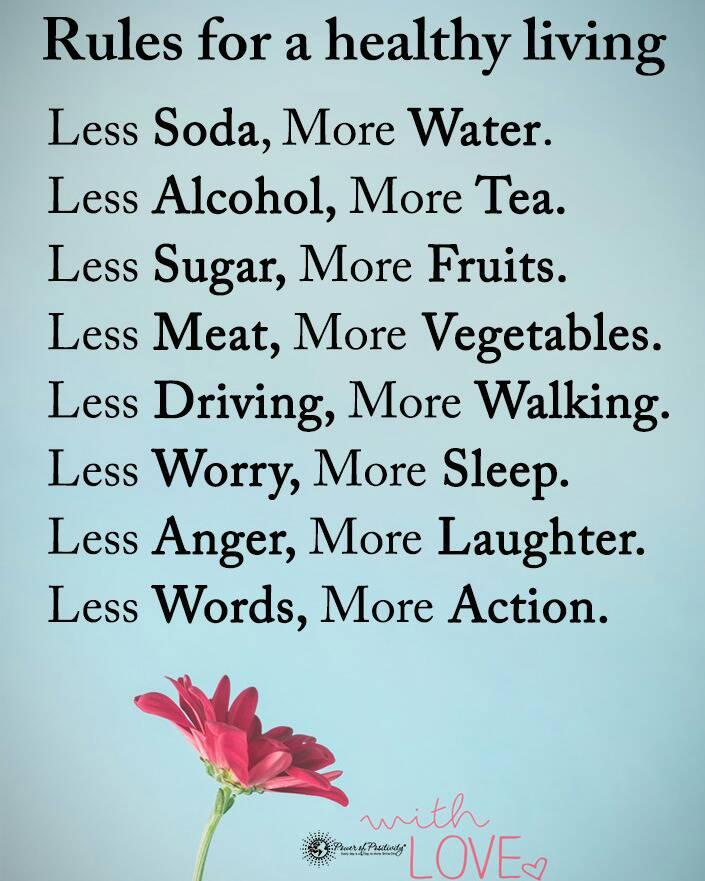 Rules for a healthy living
Less Soda, More Water.
Less Alcohol, More Tea.
Less Sugar, More Fruits.
Less Meat, More Vegetables.
Less Driving, More Walking.
Less Worry, More Sleep.
Less Anger, More Laughter.
Less Words, More Action.
with
LOVE
Power of Positivity